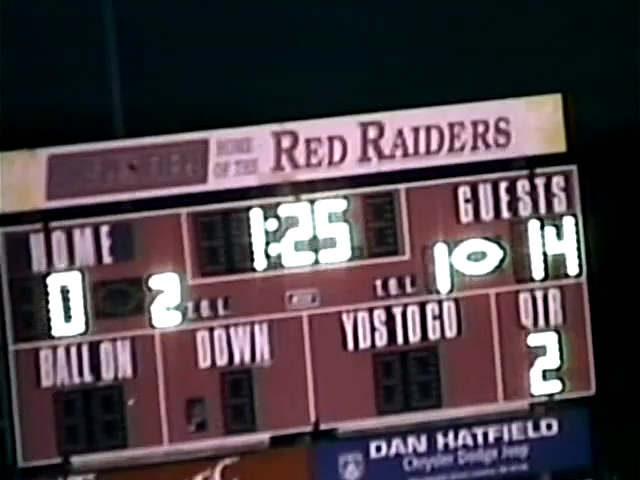 HOME
OF THE
RED RAIDERS
HOME
1:25
GUESTS
0
2
T.O.L.
T.O.L.
1
14
BALL ON
DOWN
YDS TO GO
QTR
2
DAN HATFIELD
Chrysler Dodge Jeep